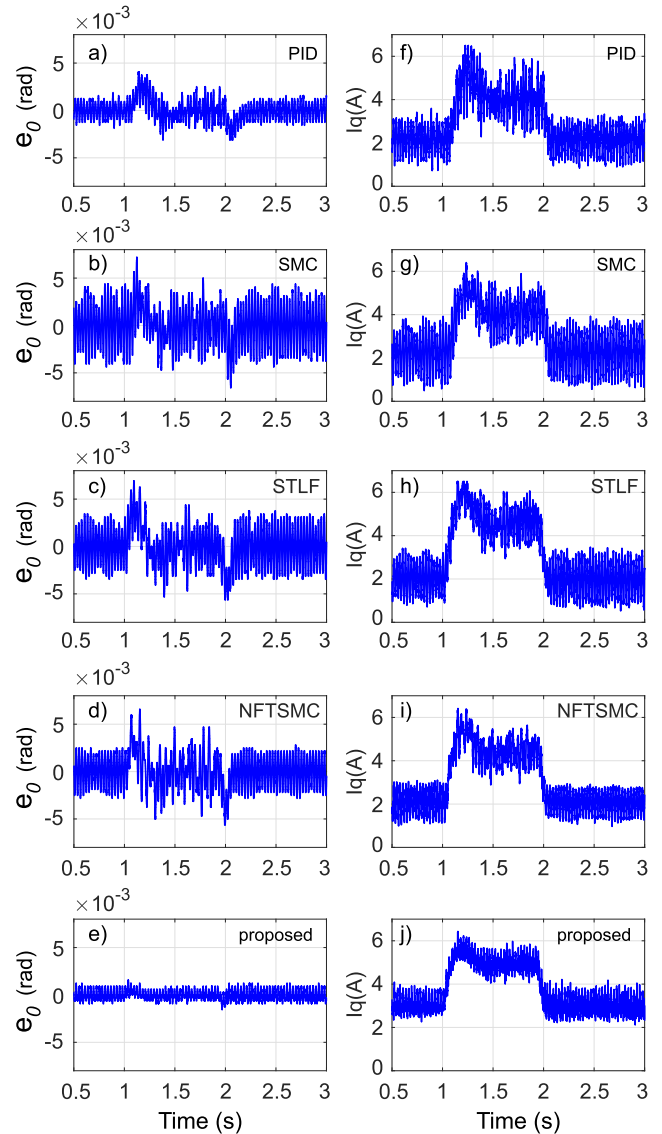 ×10⁻³
a) PID
5
0
-5
e₀ (rad)
0.5 1 1.5 2 2.5 3
f) PID
6
4
2
0
Iq(A)
0.5 1 1.5 2 2.5 3
×10⁻³
b) SMC
5
0
-5
e₀ (rad)
0.5 1 1.5 2 2.5 3
g) SMC
6
4
2
0
Iq(A)
0.5 1 1.5 2 2.5 3
×10⁻³
c) STLF
5
0
-5
e₀ (rad)
0.5 1 1.5 2 2.5 3
h) STLF
6
4
2
0
Iq(A)
0.5 1 1.5 2 2.5 3
×10⁻³
d) NFTSMC
5
0
-5
e₀ (rad)
0.5 1 1.5 2 2.5 3
i) NFTSMC
6
4
2
0
Iq(A)
0.5 1 1.5 2 2.5 3
×10⁻³
e) proposed
5
0
-5
e₀ (rad)
0.5 1 1.5 2 2.5 3
Time (s)
j) proposed
6
4
2
0
Iq(A)
0.5 1 1.5 2 2.5 3
Time (s)